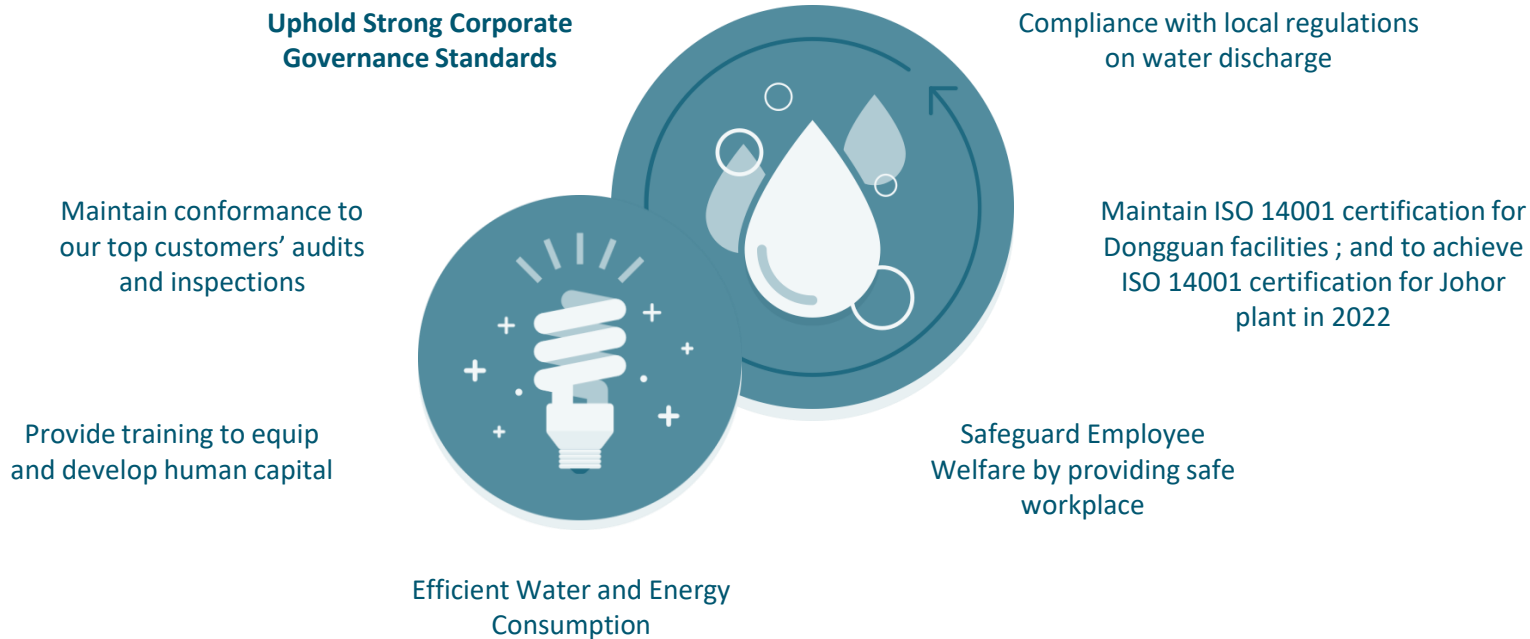 Uphold Strong Corporate
Governance Standards
Compliance with local regulations
on water discharge
Maintain conformance to
our top customers’ audits
and inspections
Maintain ISO 14001 certification for
Dongguan facilities ; and to achieve
ISO 14001 certification for Johor
plant in 2022
Provide training to equip
and develop human capital
Safeguard Employee
Welfare by providing safe
workplace
Efficient Water and Energy
Consumption